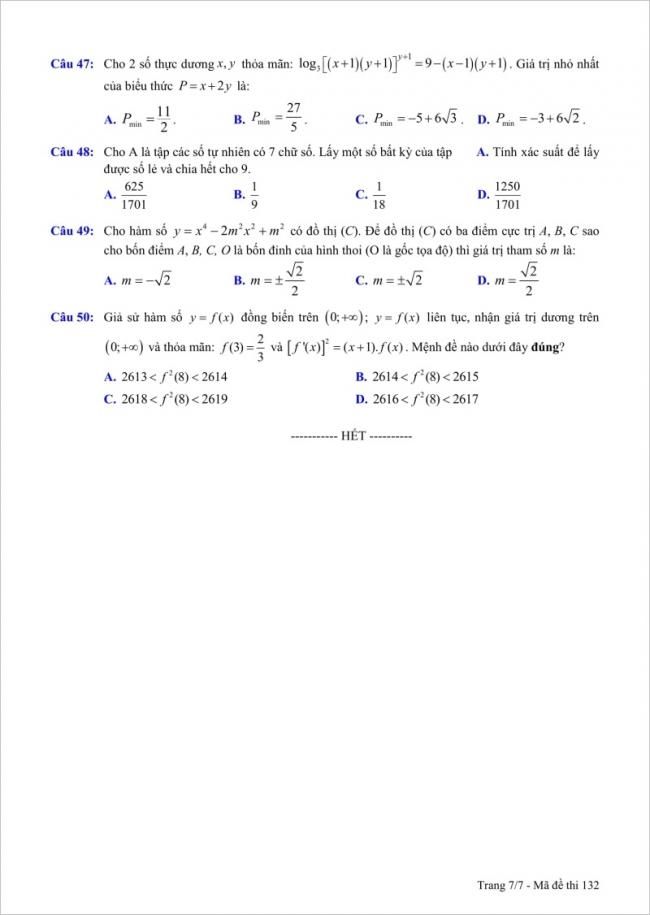 Câu 47: Cho 2 số thực dương x, y thỏa mãn: log₃[(x+1)(y+1)]^(y+1) = 9−(x−1)(y+1). Giá trị nhỏ nhất
của biểu thức P = x+2y là:
A. P_min = 11/2. B. P_min = 27/5. C. P_min = −5+6√3. D. P_min = −3+6√2.
Câu 48: Cho A là tập các số tự nhiên có 7 chữ số. Lấy một số bất kỳ của tập A. Tính xác suất để lấy
được số lẻ và chia hết cho 9.
A. 625/1701 B. 1/9 C. 1/18 D. 1250/1701
Câu 49: Cho hàm số y = x⁴ − 2m²x² + m² có đồ thị (C). Để đồ thị (C) có ba điểm cực trị A, B, C sao
cho bốn điểm A, B, C, O là bốn đỉnh của hình thoi (O là gốc tọa độ) thì giá trị tham số m là:
A. m = −√2 B. m = ±√2/2 C. m = ±√2 D. m = √2/2
Câu 50: Giả sử hàm số y = f(x) đồng biến trên (0;+∞); y = f(x) liên tục, nhận giá trị dương trên
(0;+∞) và thỏa mãn: f(3) = 2/3 và [f'(x)]² = (x+1).f(x). Mệnh đề nào dưới đây đúng?
A. 2613 < f²(8) < 2614 B. 2614 < f²(8) < 2615
C. 2618 < f²(8) < 2619 D. 2616 < f²(8) < 2617
----------- HẾT ----------
Trang 7/7 - Mã đề thi 132